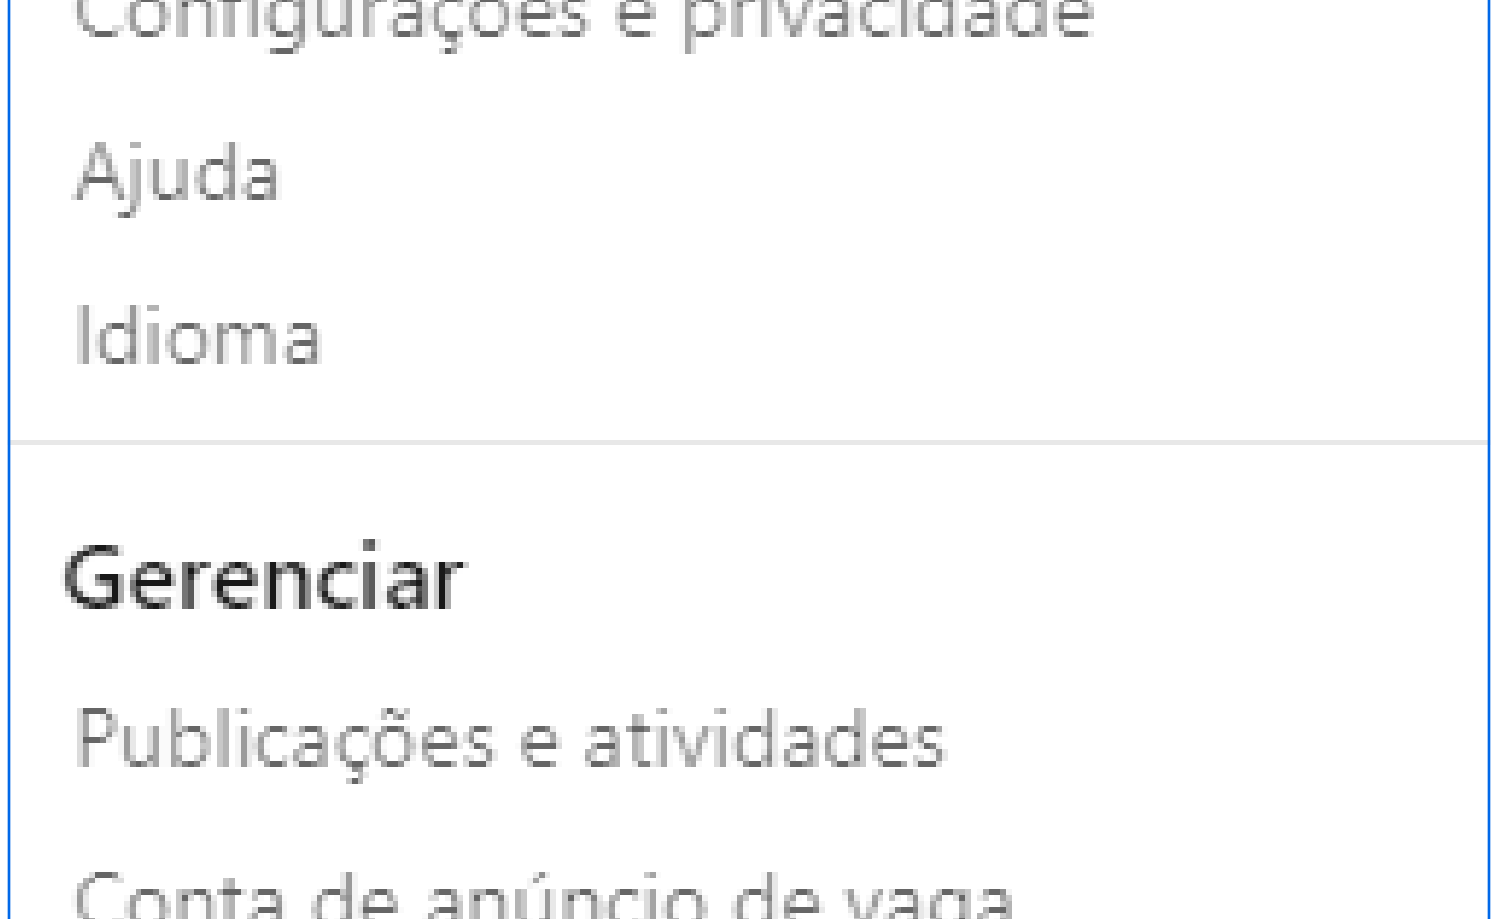 Configurações e privacidade
Ajuda
Idioma
Gerenciar
Publicações e atividades
Conta de anúncio de vaga